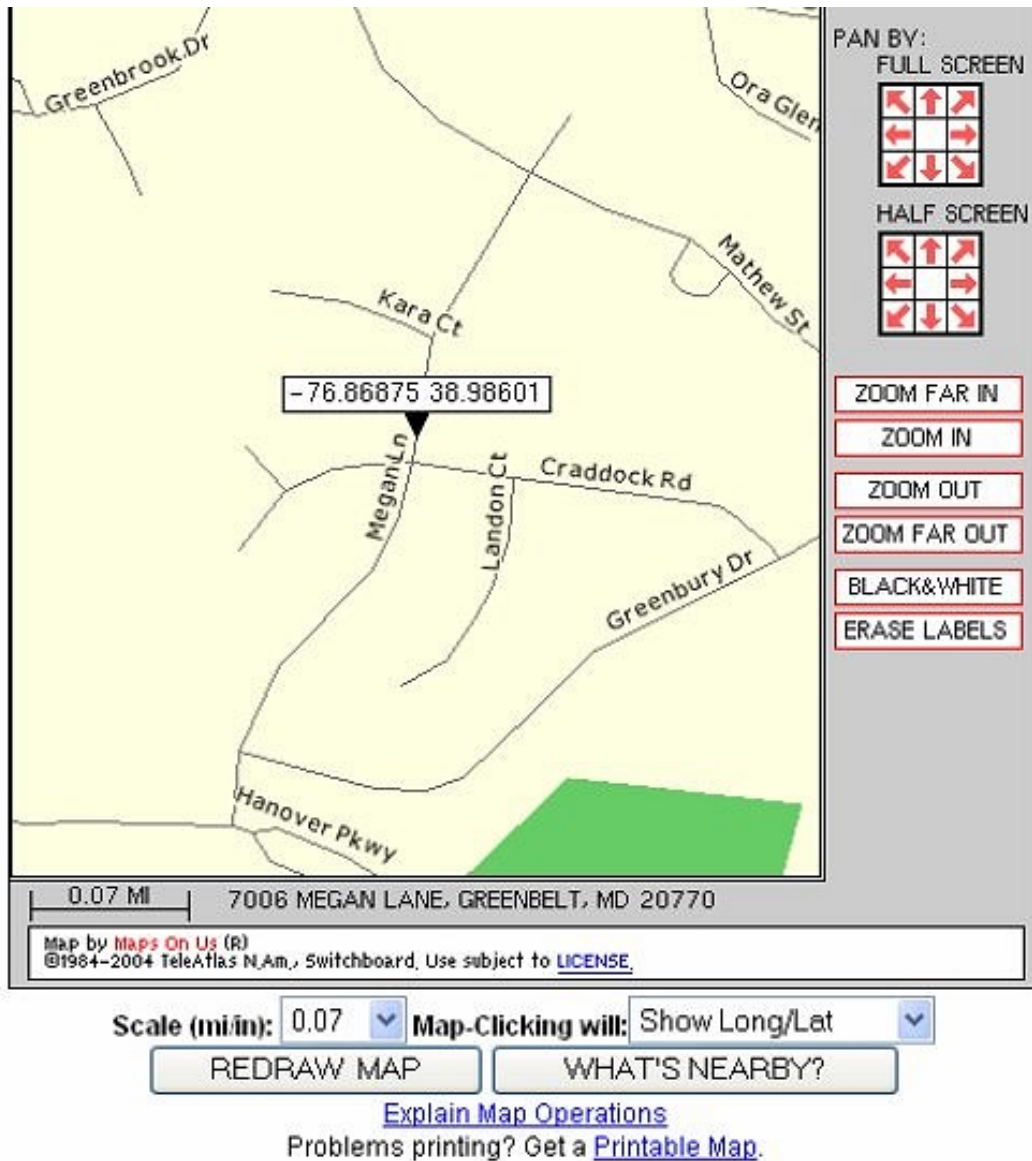 Greenbrook Dr
Ora Glen
PAN BY:
FULL SCREEN
HALF SCREEN
Mathew St
Kara Ct
-76.86875 38.98601
Megan Ln
Landon Ct
Craddock Rd
Greenbury Dr
Hanover Pkwy
ZOOM FAR IN
ZOOM IN
ZOOM OUT
ZOOM FAR OUT
BLACK&WHITE
ERASE LABELS
0.07 MI
7006 MEGAN LANE, GREENBELT, MD 20770
Map by Maps On Us (R)
©1984-2004 TeleAtlas N.Am., Switchboard. Use subject to LICENSE.
Scale (mi/in): 0.07 Map-Clicking will: Show Long/Lat
REDRAW MAP WHAT'S NEARBY?
Explain Map Operations
Problems printing? Get a Printable Map.